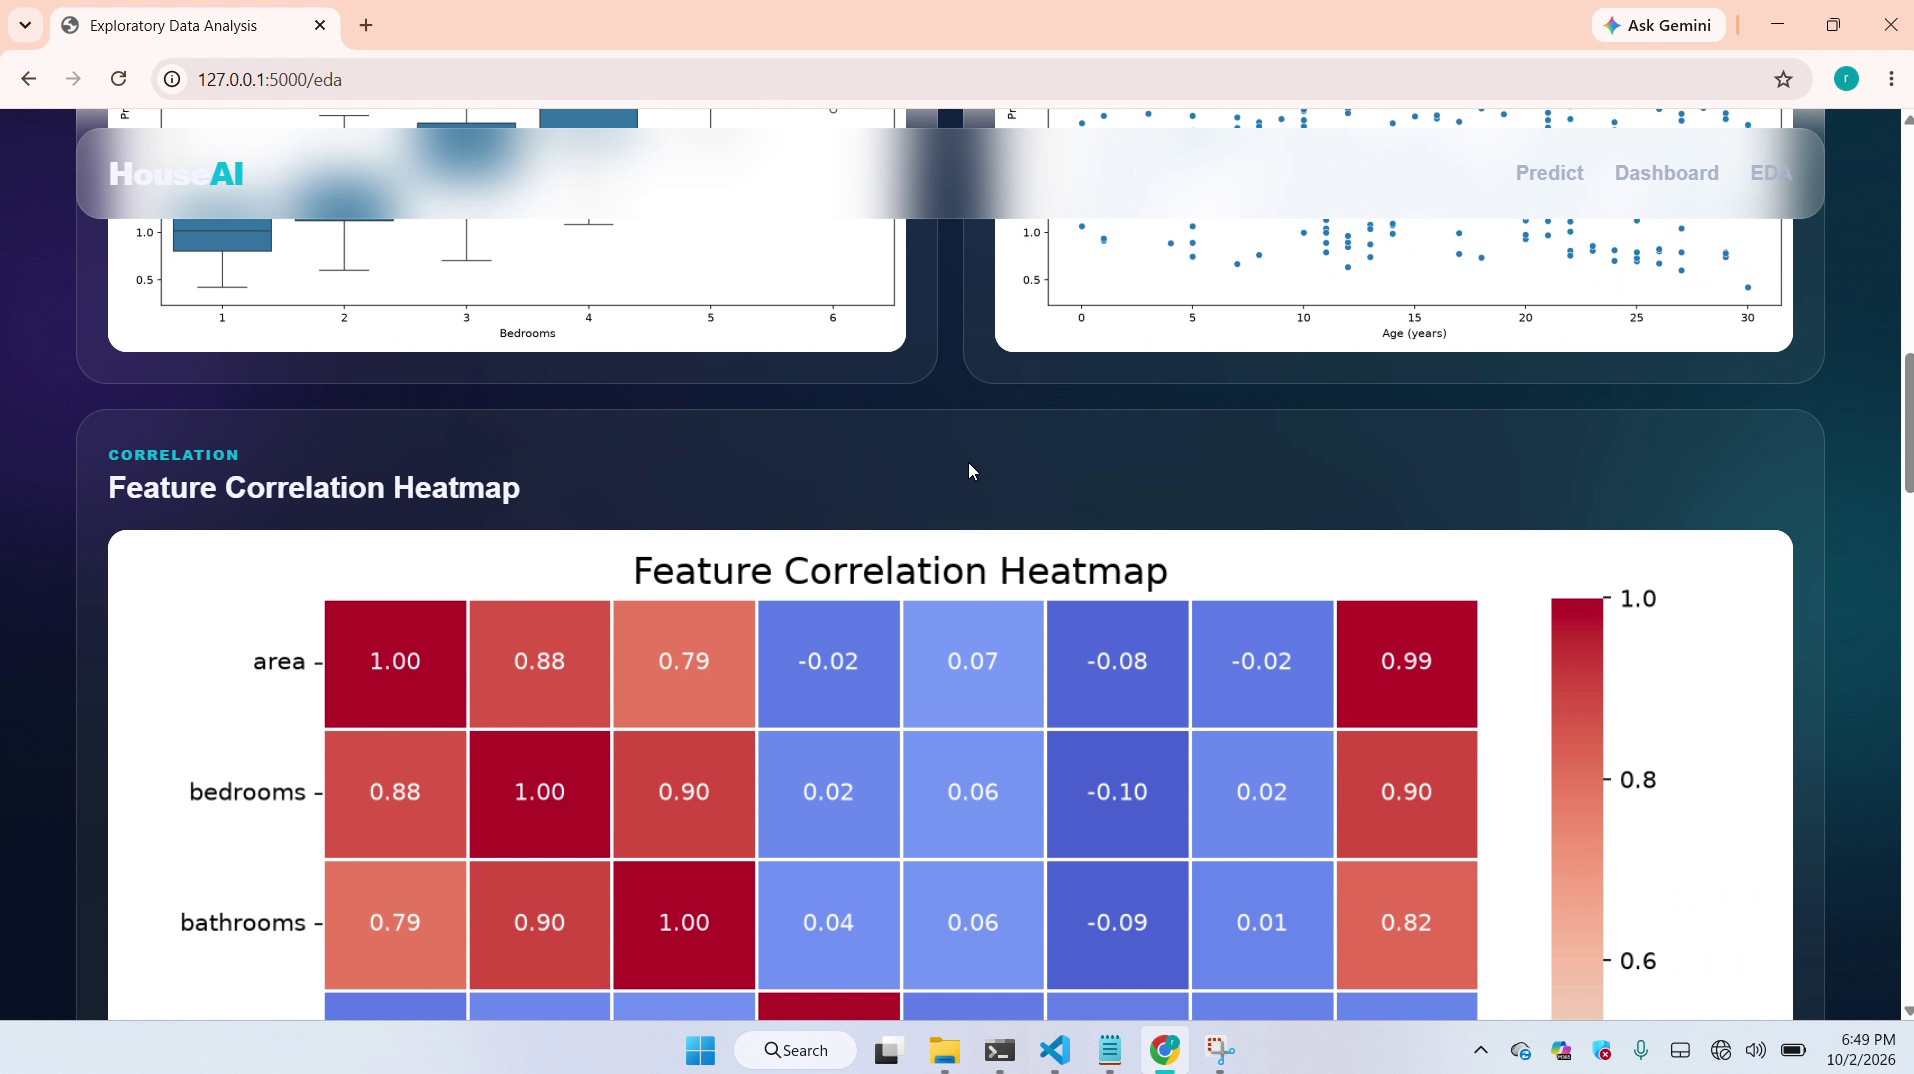 Exploratory Data Analysis
Ask Gemini
127.0.0.1:5000/eda
r
HouseAI
Predict Dashboard EDA
1.0
0.5
1 2 3 4 5 6
Bedrooms
1.0
0.5
0 5 10 15 20 25 30
Age (years)
CORRELATION
Feature Correlation Heatmap
Feature Correlation Heatmap
area 1.00 0.88 0.79 -0.02 0.07 -0.08 -0.02 0.99
bedrooms 0.88 1.00 0.90 0.02 0.06 -0.10 0.02 0.90
bathrooms 0.79 0.90 1.00 0.04 0.06 -0.09 0.01 0.82
1.0
0.8
0.6
Search
6:49 PM
10/2/2026